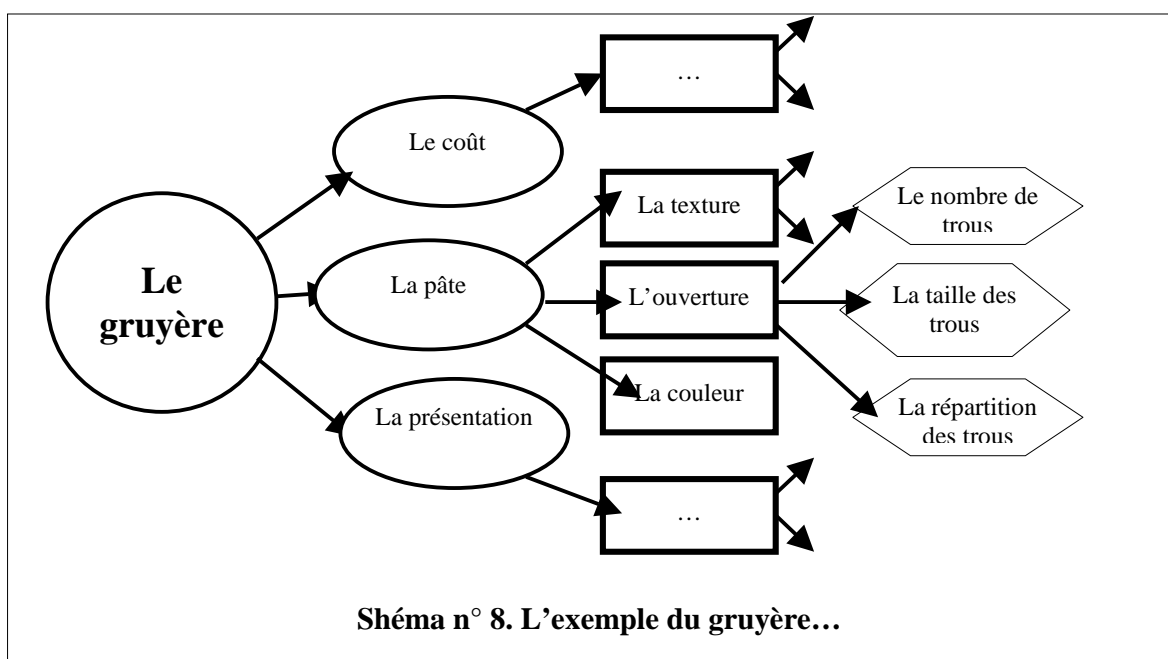 …
Le coût
La texture
Le nombre de
trous
Le
gruyère
La pâte
L’ouverture
La taille des
trous
La couleur
La présentation
La répartition
des trous
…
Shéma n° 8. L’exemple du gruyère…